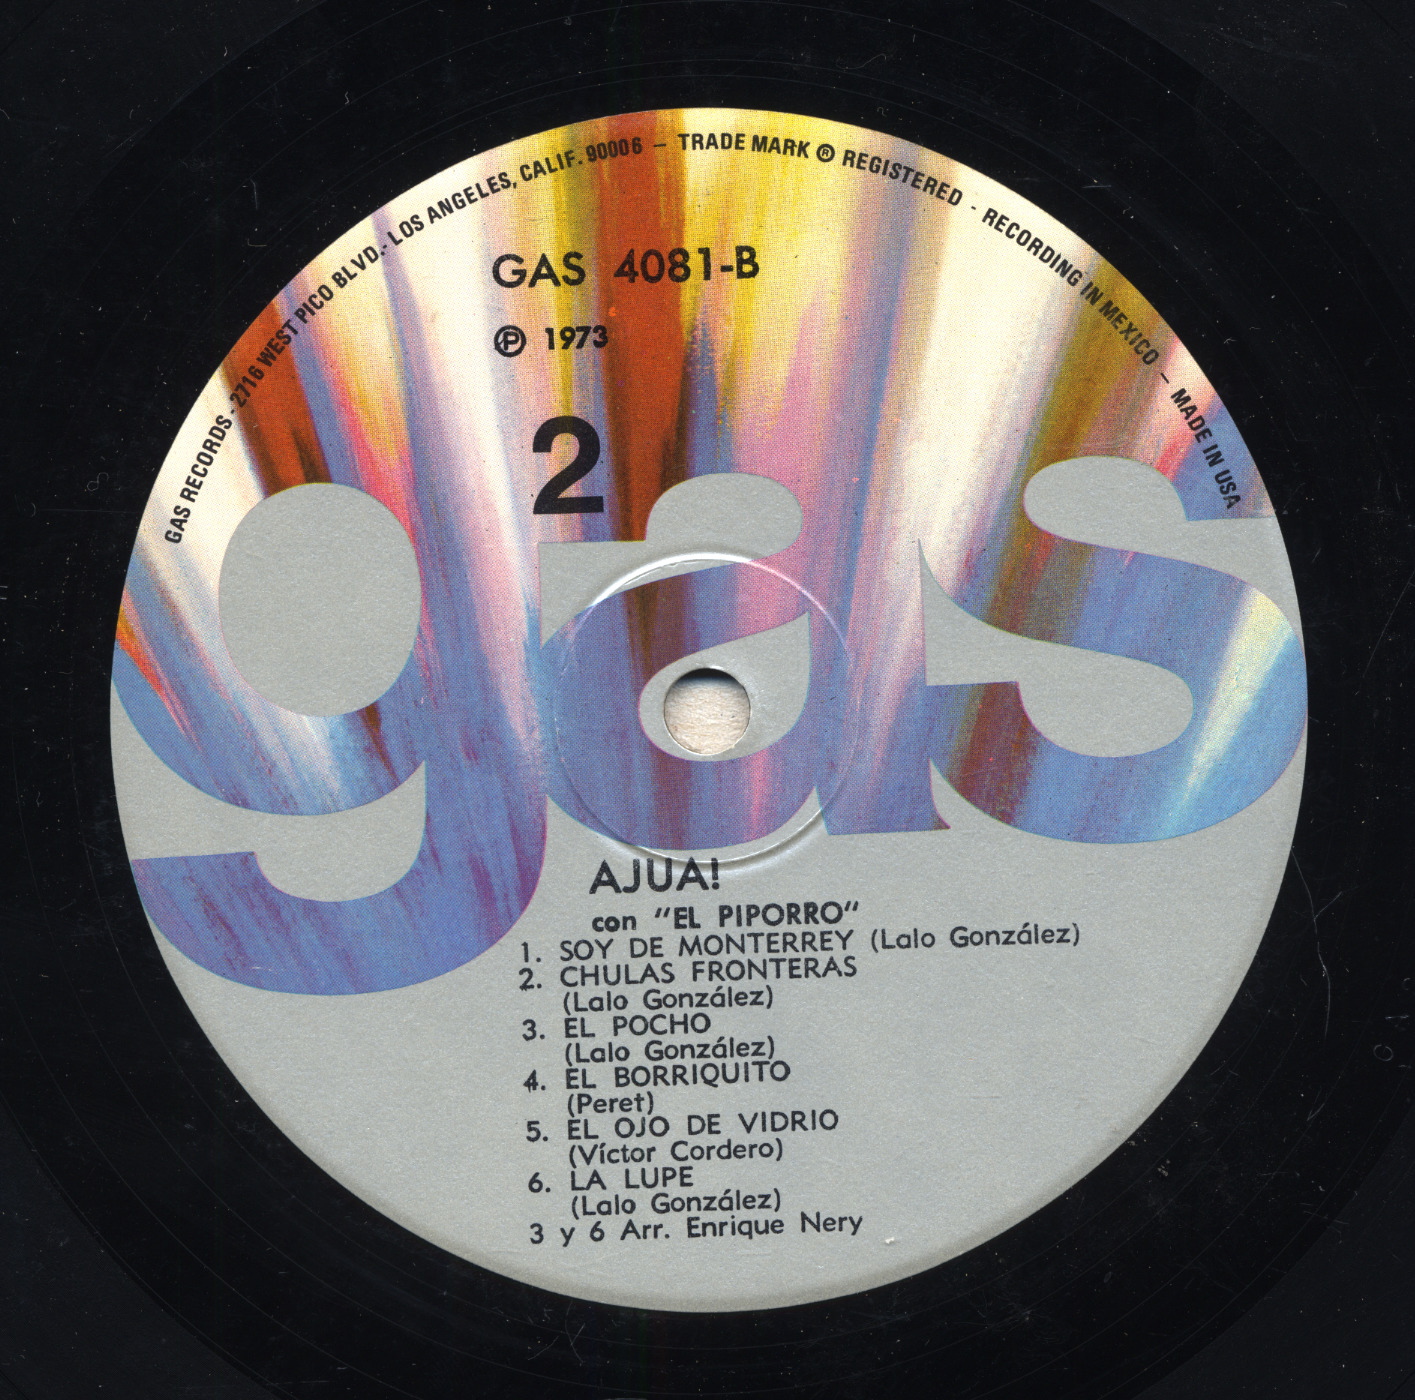 GAS RECORDS - 2716 WEST PICO BLVD. - LOS ANGELES, CALIF. 90006 — TRADE MARK ® REGISTERED - RECORDING IN MEXICO — MADE IN USA
GAS 4081-B
℗ 1973
2
gas
AJUA!
con "EL PIPORRO"
1. SOY DE MONTERREY (Lalo González)
2. CHULAS FRONTERAS
(Lalo González)
3. EL POCHO
(Lalo González)
4. EL BORRIQUITO
(Peret)
5. EL OJO DE VIDRIO
(Víctor Cordero)
6. LA LUPE
(Lalo González)
3 y 6 Arr. Enrique Nery